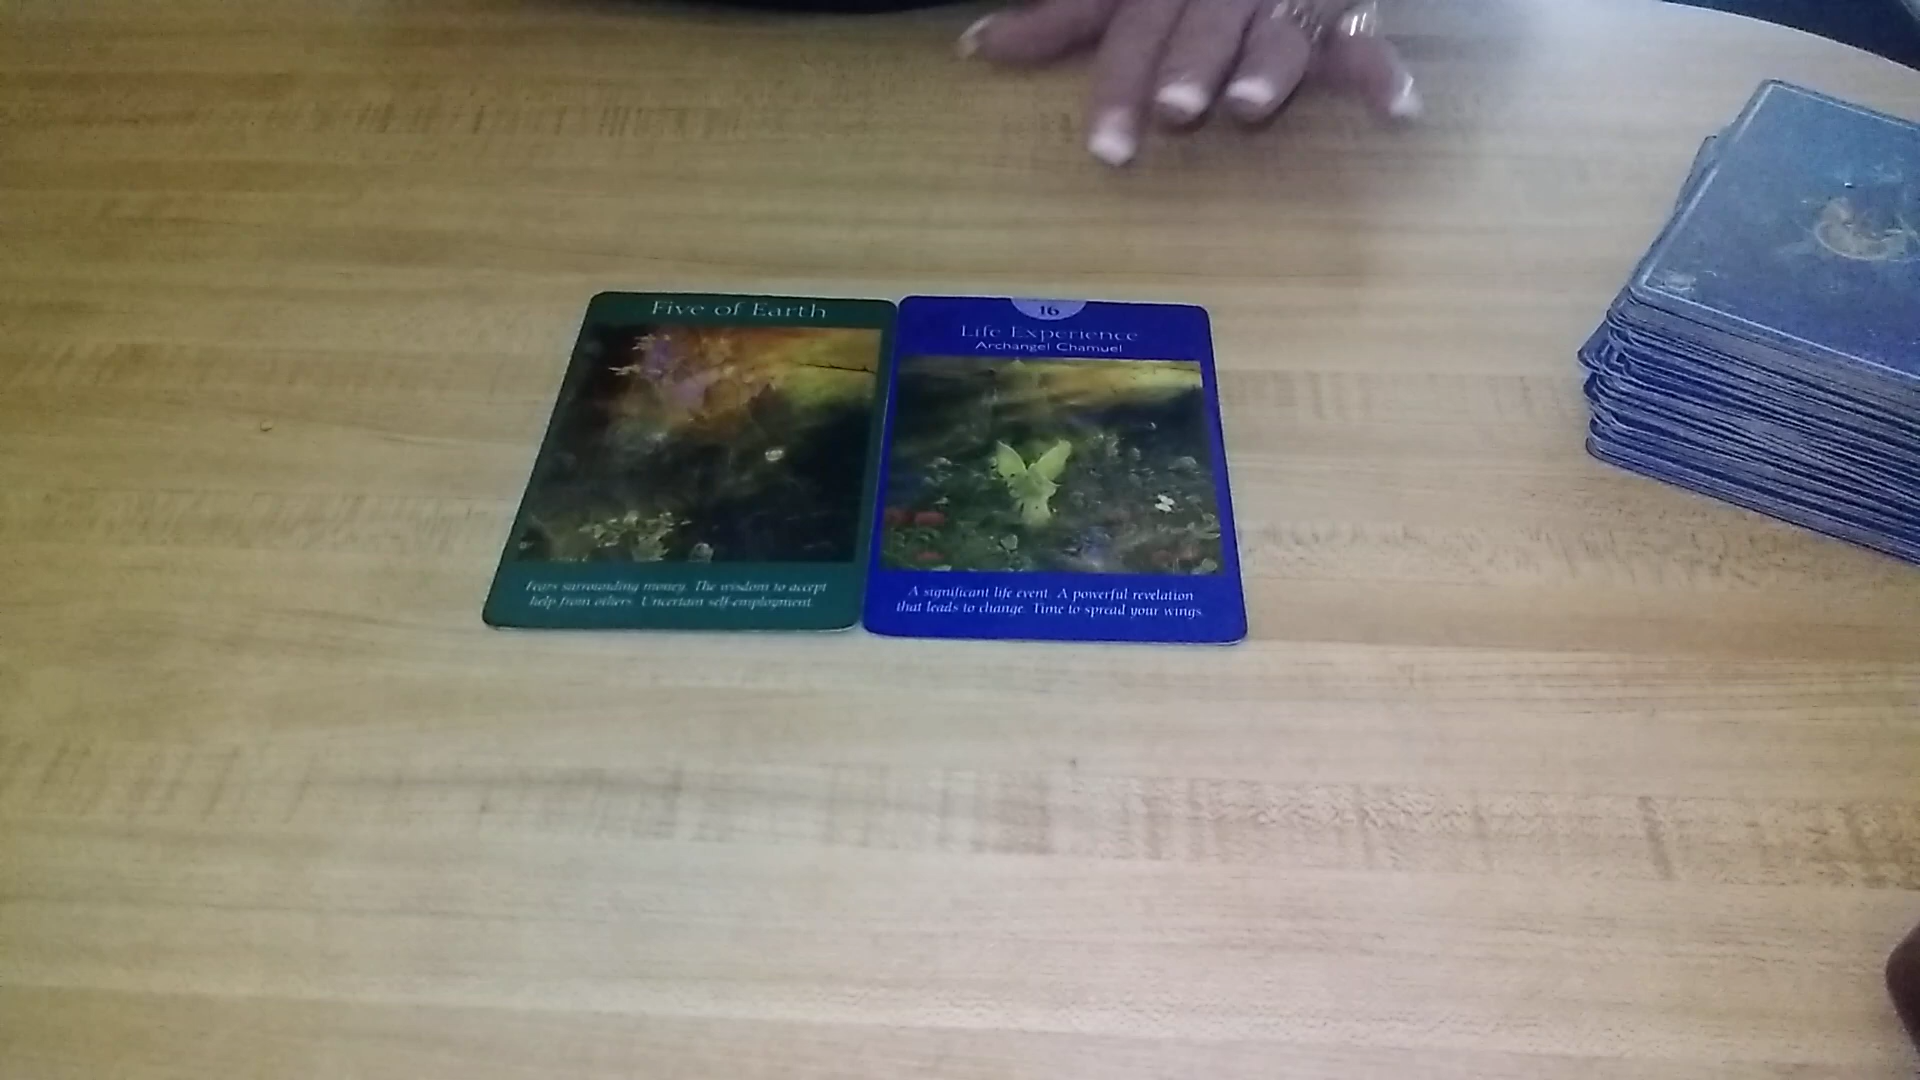 Five of Earth
Fears surrounding money. The wisdom to accept
help from others. Uncertain self-employment.
16
Life Experience
Archangel Chamuel
A significant life event. A powerful revelation
that leads to change. Time to spread your wings.